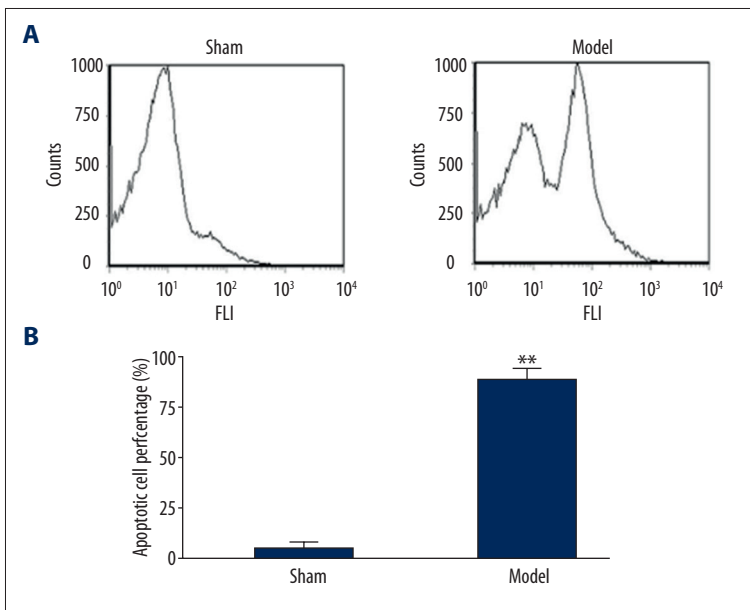 A
Sham
Model
1000
750
500
250
0
Counts
10⁰ 10¹ 10² 10³ 10⁴
FLI
1000
750
500
250
0
Counts
10⁰ 10¹ 10² 10³ 10⁴
FLI
B
Apoptotic cell perfcentage (%)
100
75
50
25
0
**
Sham
Model